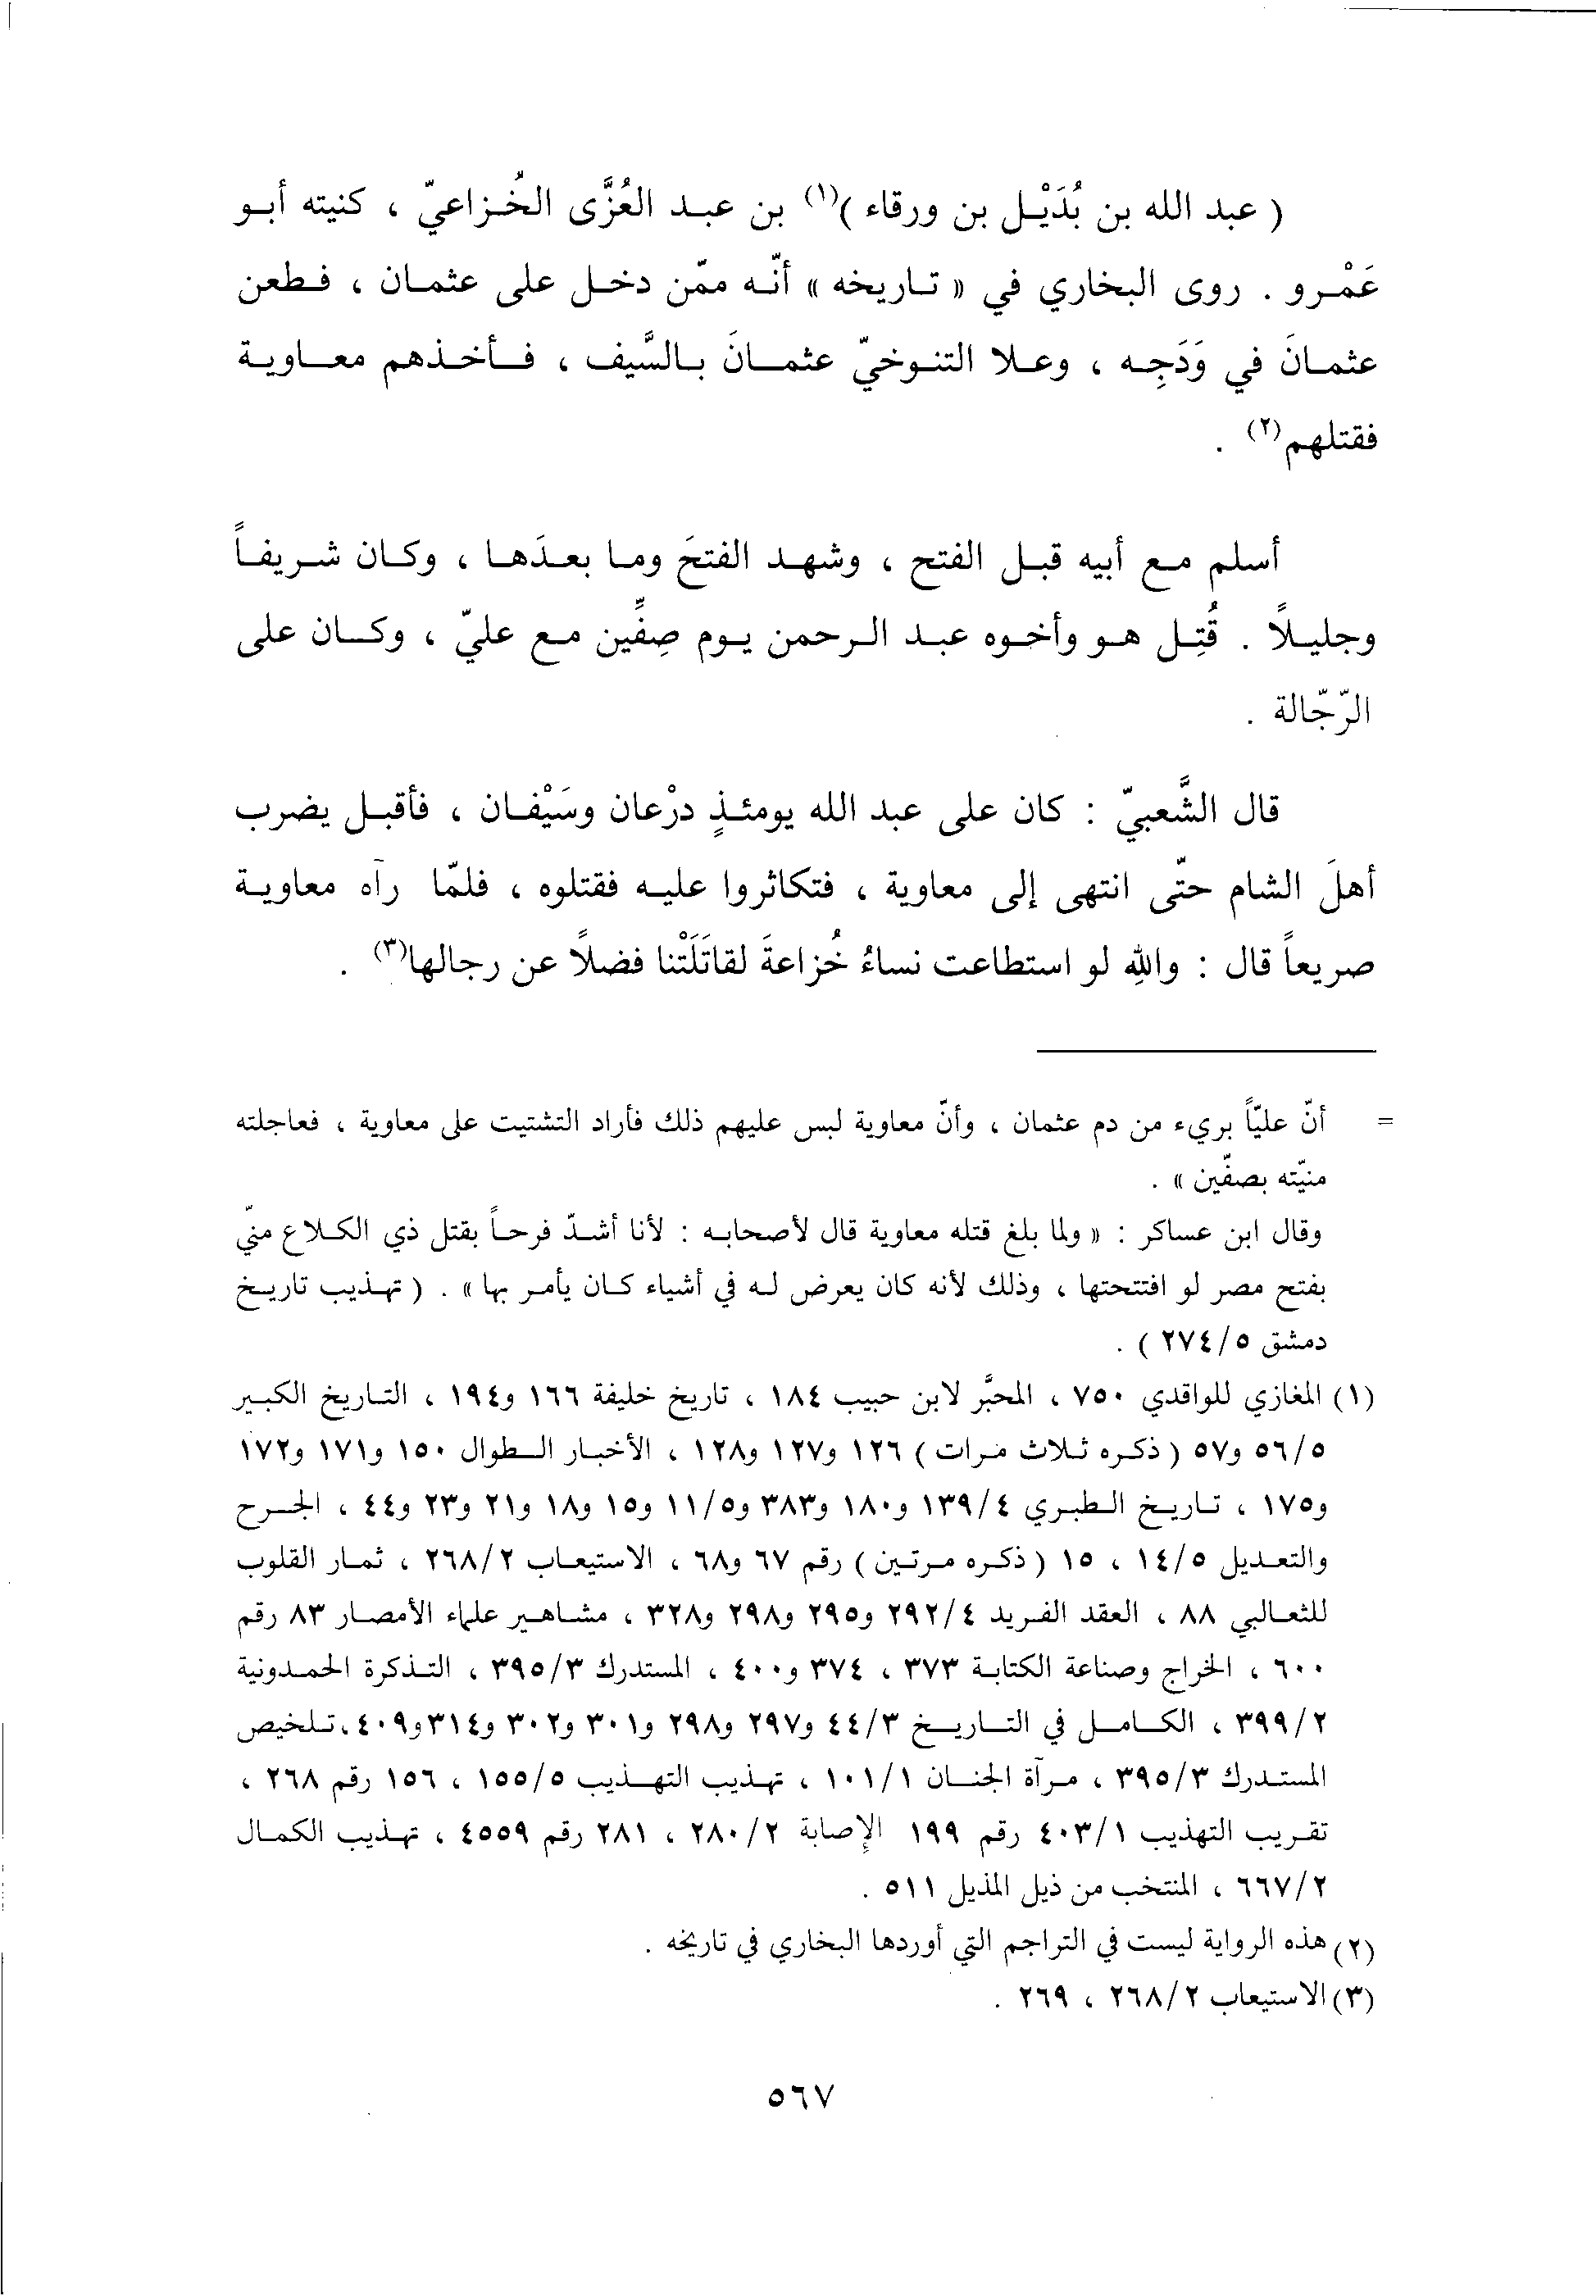 ( عبد الله بن بُدَيْل بن ورقاء )(١) بن عبد العُزَّى الخُزاعيّ ، كنيته أبو
عَمْرو . روى البخاري في « تاريخه » أنّه ممّن دخل على عثمان ، فطعن
عثمانَ في وَدَجِه ، وعلا التنوخيّ عثمانَ بالسَّيف ، فأخذهم معاوية
فقتلهم(٢) .
أسلم مع أبيه قبل الفتح ، وشهد الفتحَ وما بعدَها ، وكان شريفاً
وجليلاً . قُتِل هو وأخوه عبد الرحمن يوم صِفِّين مع عليّ ، وكان على
الرّجّالة .
قال الشَّعبيّ : كان على عبد الله يومئذٍ درْعان وسَيْفان ، فأقبل يضرب
أهلَ الشام حتّى انتهى إلى معاوية ، فتكاثروا عليه فقتلوه ، فلمّا رآه معاوية
صريعاً قال : واللهِ لو استطاعت نساءُ خُزاعةَ لقاتَلَتْنا فضلاً عن رجالها(٣) .
= أنّ عليّاً بريء من دم عثمان ، وأنّ معاوية لبس عليهم ذلك فأراد التشتيت على معاوية ، فعاجلته
منيّته بصفّين » .
وقال ابن عساكر : « ولما بلغ قتله معاوية قال لأصحابه : لأنا أشدّ فرحاً بقتل ذي الكلاع منيّ
بفتح مصر لو افتتحتها ، وذلك لأنه كان يعرض له في أشياء كان يأمر بها » . ( تهذيب تاريخ
دمشق ٥/٢٧٤ ) .
(١) المغازي للواقدي ٧٥٠ ، المحبَّر لابن حبيب ١٨٤ ، تاريخ خليفة ١٦٦ و١٩٤ ، التاريخ الكبير
٥/٥٦ و٥٧ ( ذكره ثلاث مرات ) ١٢٦ و١٢٧ و١٢٨ ، الأخبار الطوال ١٥٠ و١٧١ و١٧٢
و١٧٥ ، تاريخ الطبري ٤/١٣٩ و١٨٠ و٣٨٣ و٥/١١ و١٥ و١٨ و٢١ و٢٣ و٤٤ ، الجرح
والتعديل ٥/١٤ ، ١٥ ( ذكره مرتين ) رقم ٦٧ و٦٨ ، الاستيعاب ٢/٢٦٨ ، ثمار القلوب
للثعالبي ٨٨ ، العقد الفريد ٤/٢٩٢ و٢٩٥ و٢٩٨ و٣٢٨ ، مشاهير علماء الأمصار ٨٣ رقم
٦٠٠ ، الخراج وصناعة الكتابة ٣٧٣ ، ٣٧٤ و٤٠٠ ، المستدرك ٣/٣٩٥ ، التذكرة الحمدونية
٢/٣٩٩ ، الكامل في التاريخ ٣/٤٤ و٢٩٧ و٢٩٨ و٣٠١ و٣٠٢ و٣١٤ و٤٠٩ ، تلخيص
المستدرك ٣/٣٩٥ ، مرآة الجنان ١/١٠١ ، تهذيب التهذيب ٥/١٥٥ ، ١٥٦ رقم ٢٦٨ ،
تقريب التهذيب ١/٤٠٣ رقم ١٩٩ الإصابة ٢/٢٨٠ ، ٢٨١ رقم ٤٥٥٩ ، تهذيب الكمال
٢/٦٦٧ ، المنتخب من ذيل المذيل ٥١١ .
(٢) هذه الرواية ليست في التراجم التي أوردها البخاري في تاريخه .
(٣) الاستيعاب ٢/٢٦٨ ، ٢٦٩ .
٥٦٧